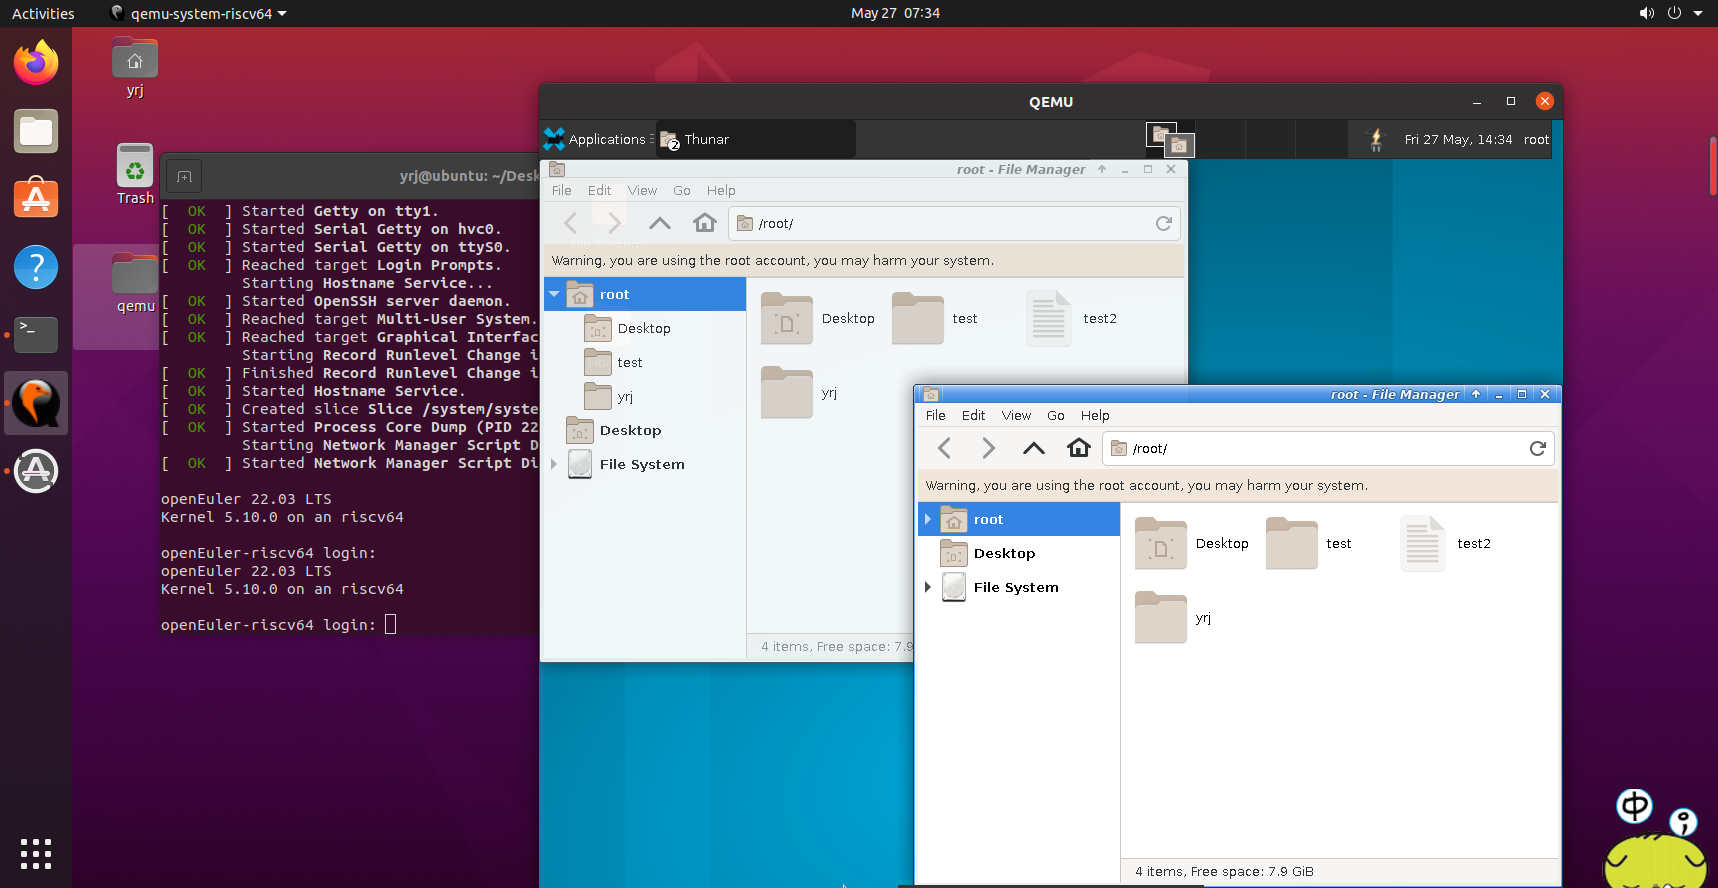 Activities
qemu-system-riscv64
May 27 07:34
yrj
Trash
qemu
yrj@ubuntu: ~/Desk
[  OK  ] Started Getty on tty1.
[  OK  ] Started Serial Getty on hvc0.
[  OK  ] Started Serial Getty on ttyS0.
[  OK  ] Reached target Login Prompts.
Starting Hostname Service...
[  OK  ] Started OpenSSH server daemon.
[  OK  ] Reached target Multi-User System.
[  OK  ] Reached target Graphical Interfac
Starting Record Runlevel Change i
[  OK  ] Finished Record Runlevel Change i
[  OK  ] Started Hostname Service.
[  OK  ] Created slice Slice /system/syste
[  OK  ] Started Process Core Dump (PID 22
Starting Network Manager Script D
[  OK  ] Started Network Manager Script Di
openEuler 22.03 LTS
Kernel 5.10.0 on an riscv64
openEuler-riscv64 login:
openEuler 22.03 LTS
Kernel 5.10.0 on an riscv64
openEuler-riscv64 login:
QEMU
Applications
2
Thunar
Fri 27 May, 14:34
root
root - File Manager
File Edit View Go Help
/root/
File System
Warning, you are using the root account, you may harm your system.
root
Desktop
test
yrj
Desktop
File System
Desktop
test
test2
yrj
4 items, Free space: 7.9
root - File Manager
File Edit View Go Help
/root/
Warning, you are using the root account, you may harm your system.
root
Desktop
File System
Desktop
test
test2
yrj
4 items, Free space: 7.9 GiB
中